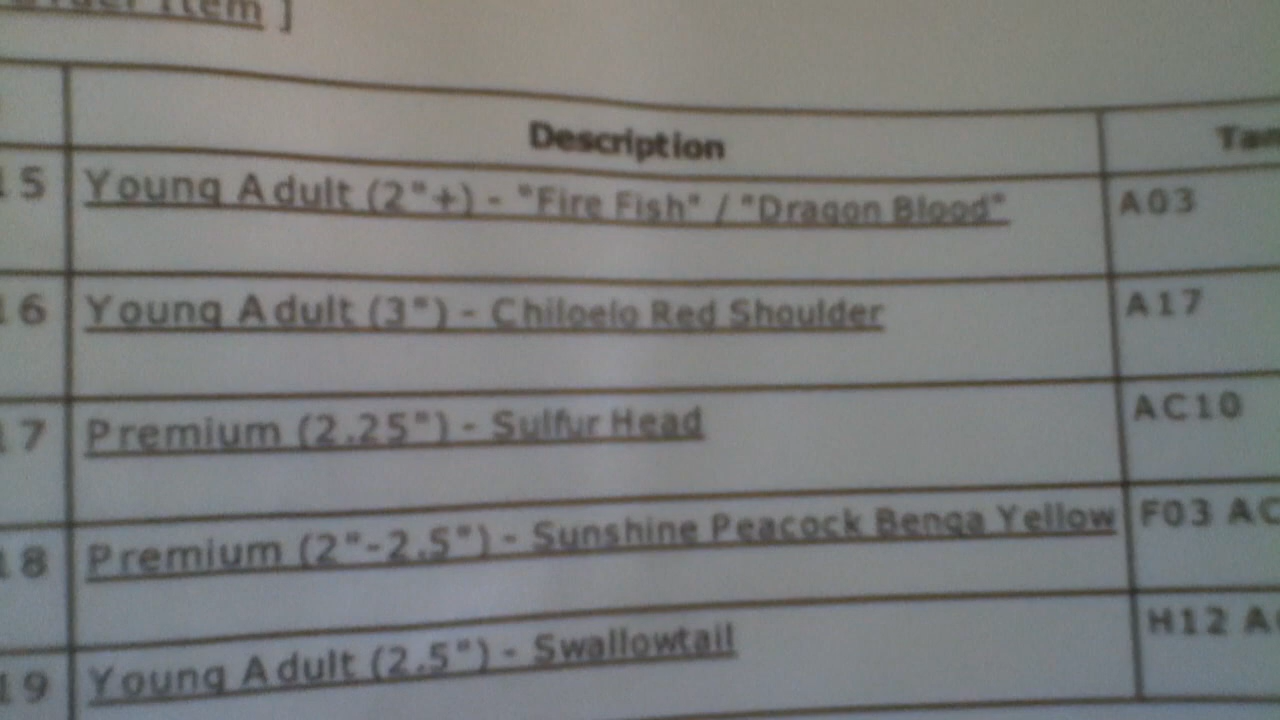 Item ]
Description
15 Young Adult (2"+) - "Fire Fish" / "Dragon Blood" A03
16 Young Adult (3") - Chiloelo Red Shoulder A17
17 Premium (2.25") - Sulfur Head AC10
18 Premium (2"-2.5") - Sunshine Peacock Benga Yellow F03 AC
19 Young Adult (2.5") - Swallowtail H12